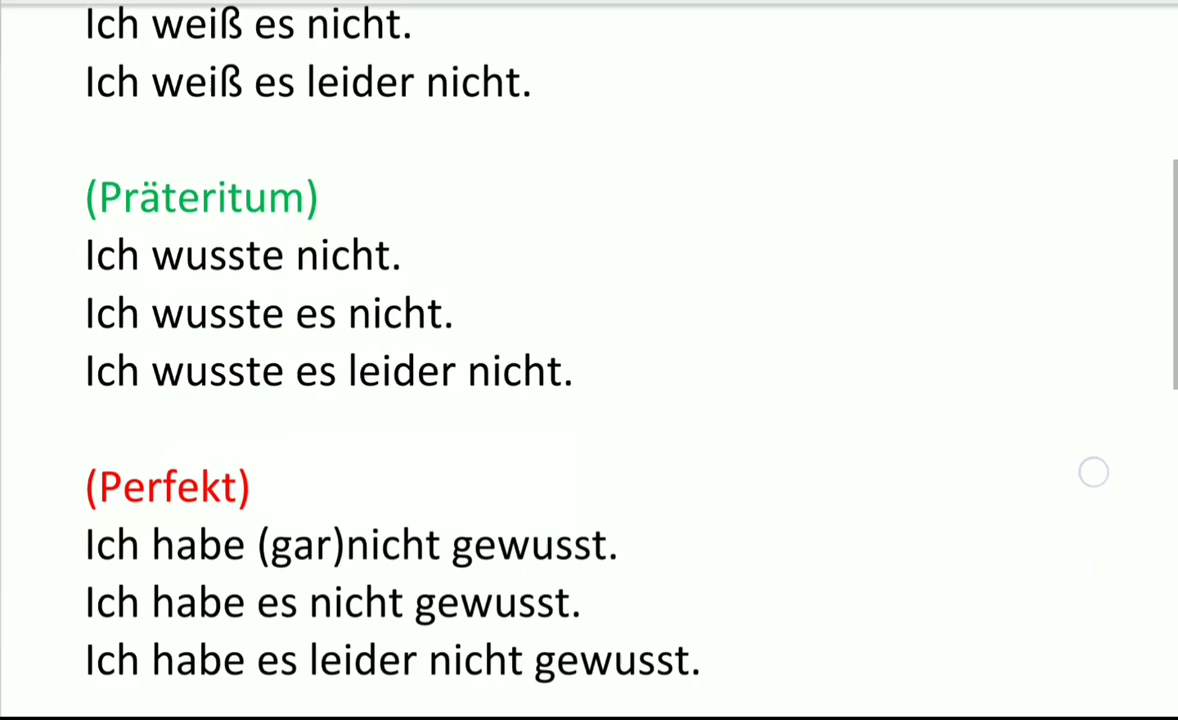 Ich weiß es nicht.
Ich weiß es leider nicht.
(Präteritum)
Ich wusste nicht.
Ich wusste es nicht.
Ich wusste es leider nicht.
(Perfekt)
Ich habe (gar)nicht gewusst.
Ich habe es nicht gewusst.
Ich habe es leider nicht gewusst.